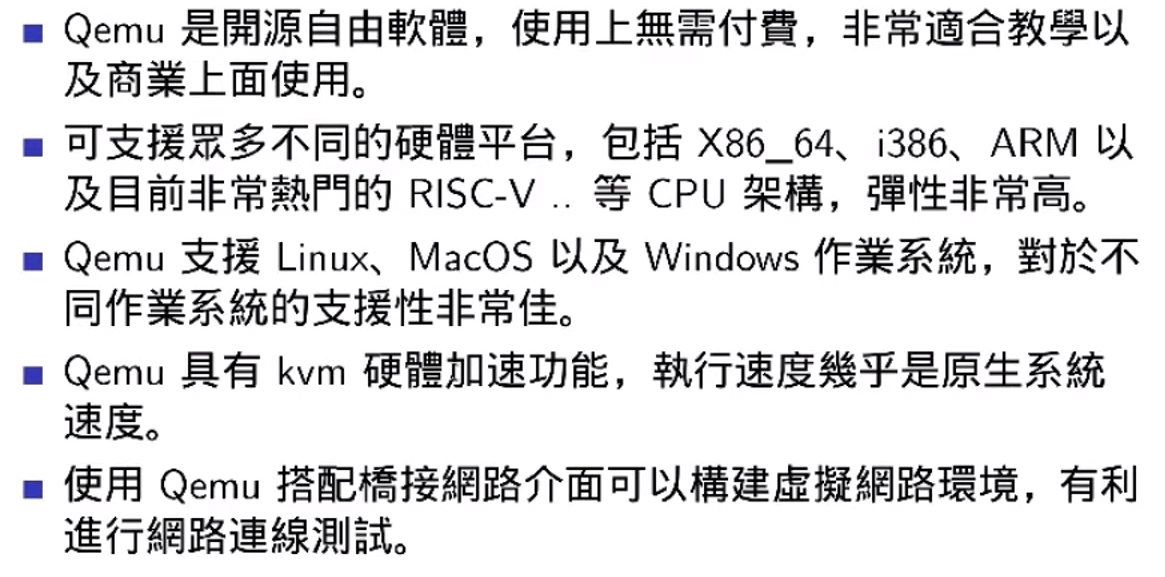 Qemu 是開源自由軟體，使用上無需付費，非常適合教學以
及商業上面使用。
可支援眾多不同的硬體平台，包括 X86_64、i386、ARM 以
及目前非常熱門的 RISC-V .. 等 CPU 架構，彈性非常高。
Qemu 支援 Linux、MacOS 以及 Windows 作業系統，對於不
同作業系統的支援性非常佳。
Qemu 具有 kvm 硬體加速功能，執行速度幾乎是原生系統
速度。
使用 Qemu 搭配橋接網路介面可以構建虛擬網路環境，有利
進行網路連線測試。